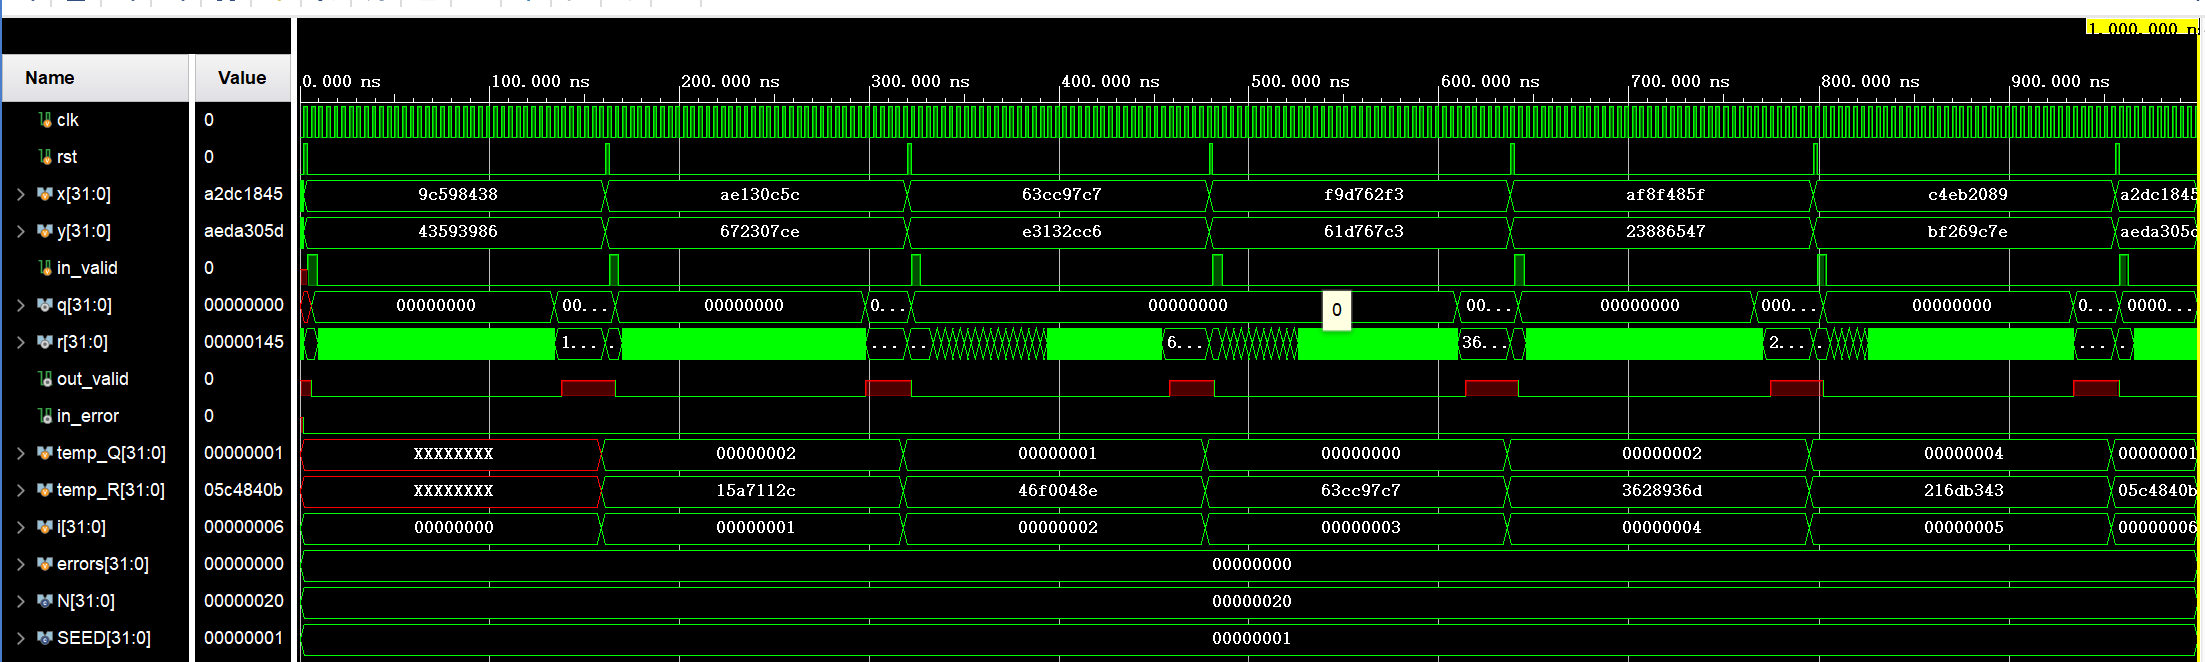 1,000.000 n
Name Value
0.000 ns 100.000 ns 200.000 ns 300.000 ns 400.000 ns 500.000 ns 600.000 ns 700.000 ns 800.000 ns 900.000 ns
clk 0
rst 0
x[31:0] a2dc1845 9c598438 ae130c5c 63cc97c7 f9d762f3 af8f485f c4eb2089 a2dc1845
y[31:0] aeda305d 43593986 672307ce e3132cc6 61d767c3 23886547 bf269c7e aeda305d
in_valid 0
q[31:0] 00000000 00000000 00... 00000000 0... 00000000 0 00... 00000000 000... 00000000 0... 0000...
r[31:0] 00000145 1... . ... .. 6... 36... 2... . ... .
out_valid 0
in_error 0
temp_Q[31:0] 00000001 XXXXXXXX 00000002 00000001 00000000 00000002 00000004 00000001
temp_R[31:0] 05c4840b XXXXXXXX 15a7112c 46f0048e 63cc97c7 3628936d 216db343 05c4840b
i[31:0] 00000006 00000000 00000001 00000002 00000003 00000004 00000005 00000006
errors[31:0] 00000000 00000000
N[31:0] 00000020 00000020
SEED[31:0] 00000001 00000001